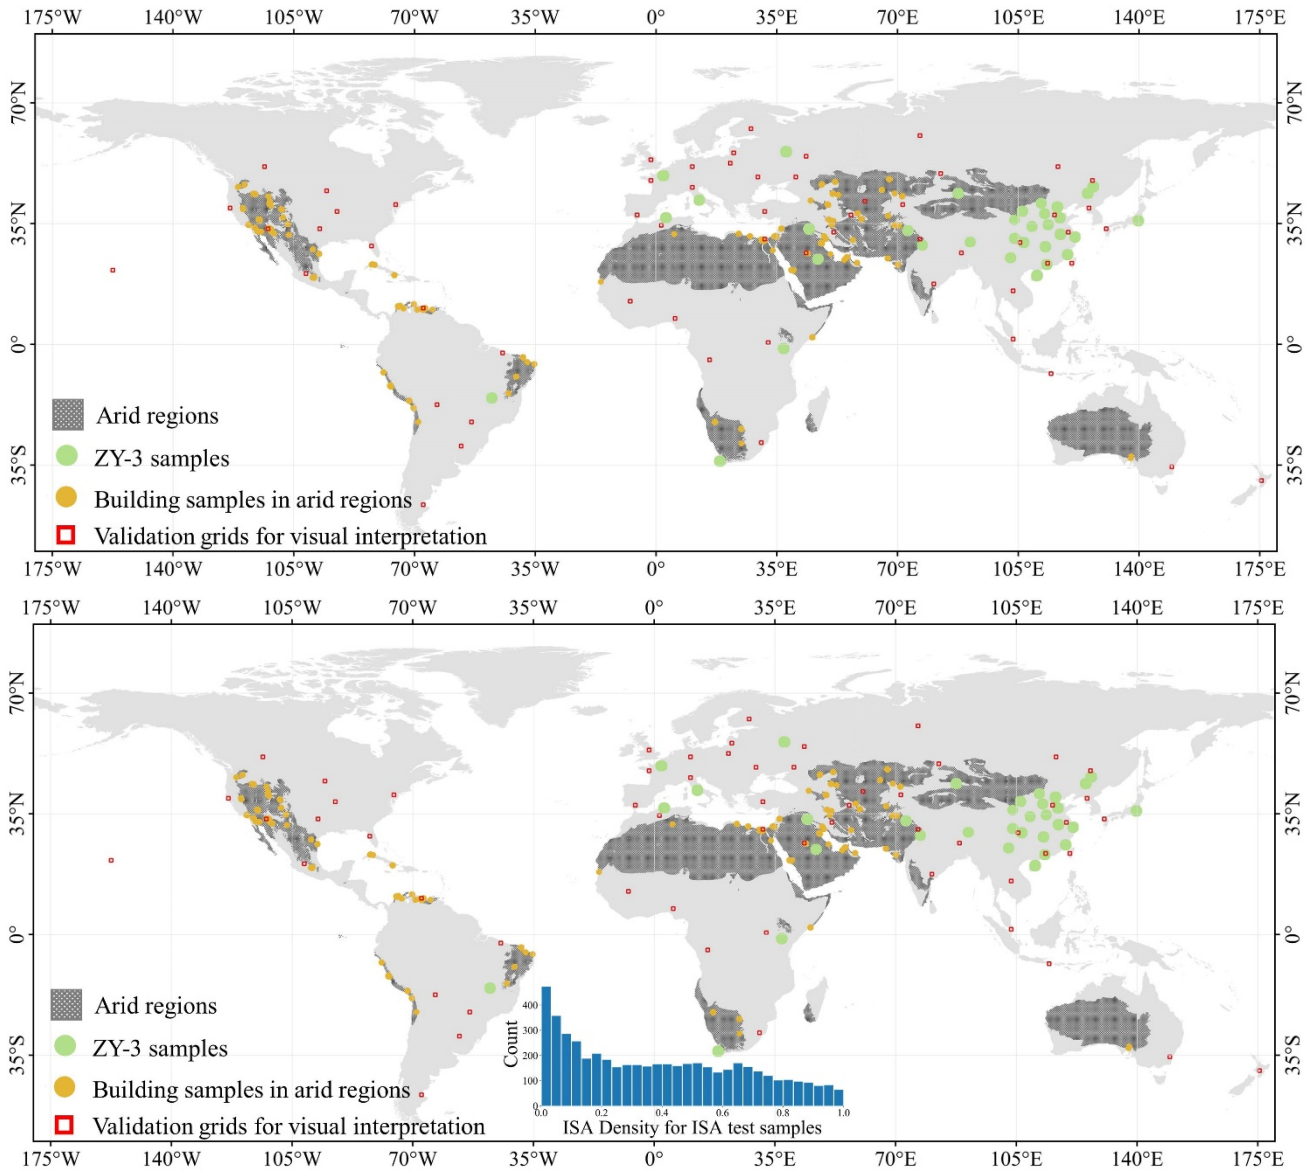 175°W 140°W 105°W 70°W 35°W 0° 35°E 70°E 105°E 140°E 175°E
70°N 70°N
35°N 35°N
0° 0°
35°S 35°S
Arid regions
ZY-3 samples
Building samples in arid regions
Validation grids for visual interpretation
175°W 140°W 105°W 70°W 35°W 0° 35°E 70°E 105°E 140°E 175°E
175°W 140°W 105°W 70°W 35°W 0° 35°E 70°E 105°E 140°E 175°E
70°N 70°N
35°N 35°N
0° 0°
35°S 35°S
Arid regions
ZY-3 samples
Building samples in arid regions
Validation grids for visual interpretation
Count
400
300
200
100
0
0.0 0.2 0.4 0.6 0.8 1.0
ISA Density for ISA test samples
175°W 140°W 105°W 70°W 35°W 0° 35°E 70°E 105°E 140°E 175°E